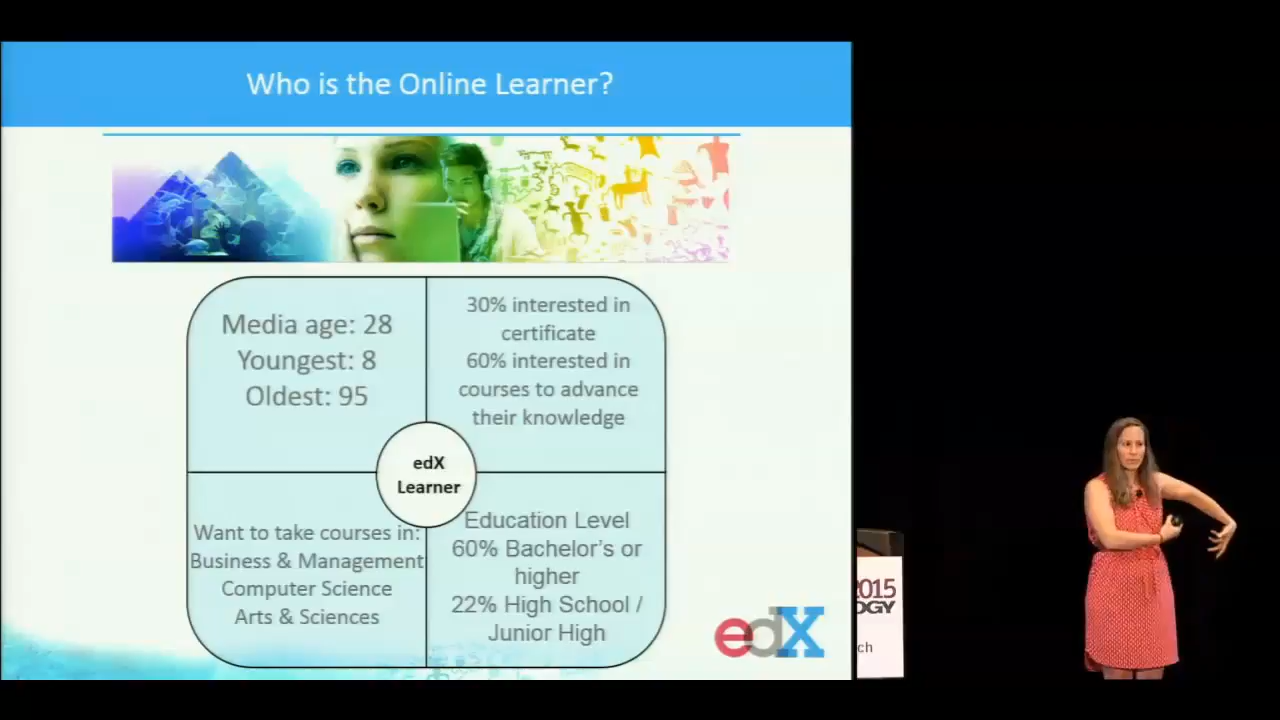 Who is the Online Learner?
Media age: 28
Youngest: 8
Oldest: 95
30% interested in
certificate
60% interested in
courses to advance
their knowledge
edX
Learner
Want to take courses in:
Business & Management
Computer Science
Arts & Sciences
Education Level
60% Bachelor's or
higher
22% High School /
Junior High
edX
2015
OGY
ch